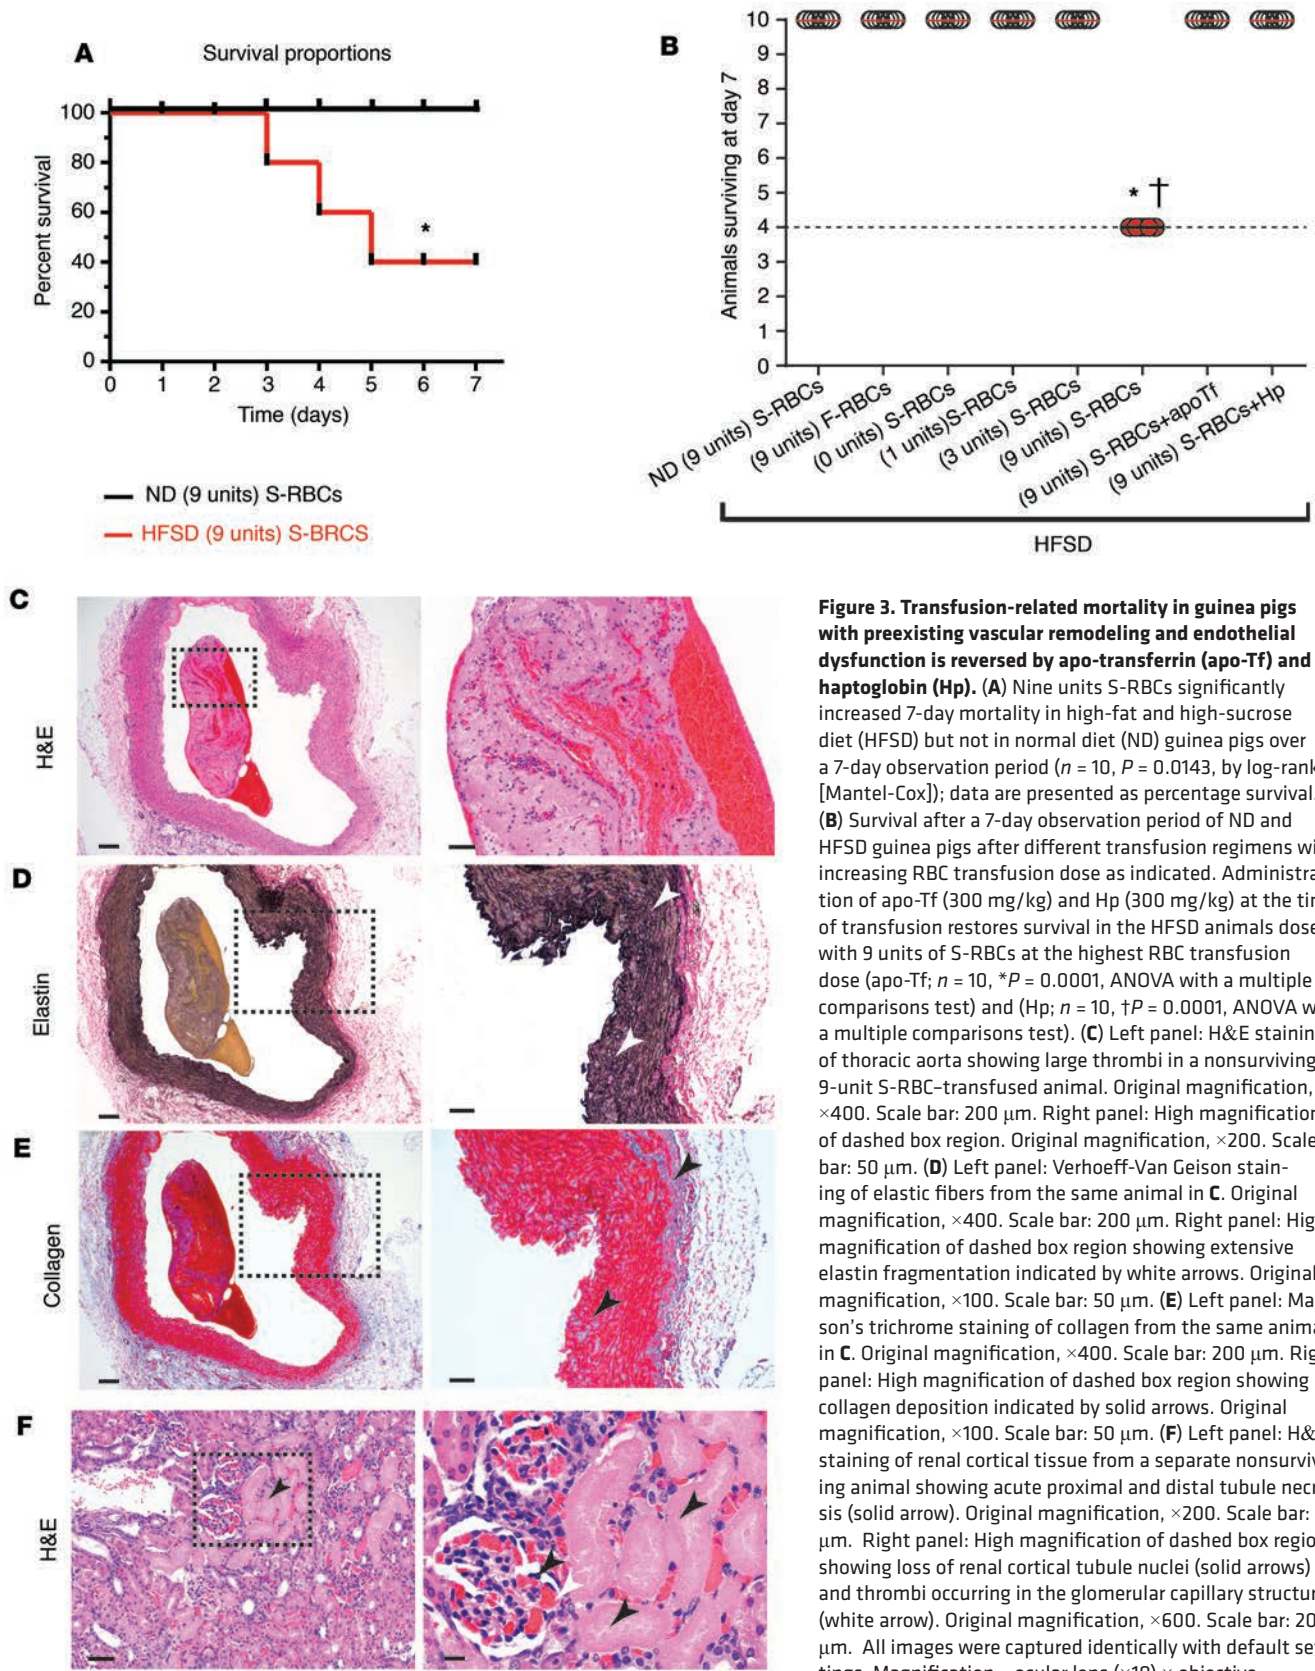 A
Survival proportions
Percent survival
100
80
60
40
20
0
*
0 1 2 3 4 5 6 7
Time (days)
ND (9 units) S-RBCs
HFSD (9 units) S-BRCS
B
Animals surviving at day 7
10
9
8
7
6
5
4
3
2
1
0
* †
ND (9 units) S-RBCs
(9 units) F-RBCs
(0 units) S-RBCs
(1 units)S-RBCs
(3 units) S-RBCs
(9 units) S-RBCs
(9 units) S-RBCs+apoTf
(9 units) S-RBCs+Hp
HFSD
C
H&E
D
Elastin
E
Collagen
F
H&E
Figure 3. Transfusion-related mortality in guinea pigs
with preexisting vascular remodeling and endothelial
dysfunction is reversed by apo-transferrin (apo-Tf) and
haptoglobin (Hp). (A) Nine units S-RBCs significantly
increased 7-day mortality in high-fat and high-sucrose
diet (HFSD) but not in normal diet (ND) guinea pigs over
a 7-day observation period (n = 10, P = 0.0143, by log-rank
[Mantel-Cox]); data are presented as percentage survival.
(B) Survival after a 7-day observation period of ND and
HFSD guinea pigs after different transfusion regimens wi
increasing RBC transfusion dose as indicated. Administra
tion of apo-Tf (300 mg/kg) and Hp (300 mg/kg) at the tin
of transfusion restores survival in the HFSD animals dose
with 9 units of S-RBCs at the highest RBC transfusion
dose (apo-Tf; n = 10, *P = 0.0001, ANOVA with a multiple
comparisons test) and (Hp; n = 10, †P = 0.0001, ANOVA w
a multiple comparisons test). (C) Left panel: H&E stainin
of thoracic aorta showing large thrombi in a nonsurviving
9-unit S-RBC–transfused animal. Original magnification,
×400. Scale bar: 200 μm. Right panel: High magnification
of dashed box region. Original magnification, ×200. Scale
bar: 50 μm. (D) Left panel: Verhoeff-Van Geison stain-
ing of elastic fibers from the same animal in C. Original
magnification, ×400. Scale bar: 200 μm. Right panel: Hig
magnification of dashed box region showing extensive
elastin fragmentation indicated by white arrows. Original
magnification, ×100. Scale bar: 50 μm. (E) Left panel: Ma
son's trichrome staining of collagen from the same anima
in C. Original magnification, ×400. Scale bar: 200 μm. Rig
panel: High magnification of dashed box region showing
collagen deposition indicated by solid arrows. Original
magnification, ×100. Scale bar: 50 μm. (F) Left panel: H&
staining of renal cortical tissue from a separate nonsurviv
ing animal showing acute proximal and distal tubule necr
sis (solid arrow). Original magnification, ×200. Scale bar:
μm. Right panel: High magnification of dashed box regio
showing loss of renal cortical tubule nuclei (solid arrows)
and thrombi occurring in the glomerular capillary structur
(white arrow). Original magnification, ×600. Scale bar: 20
μm. All images were captured identically with default se